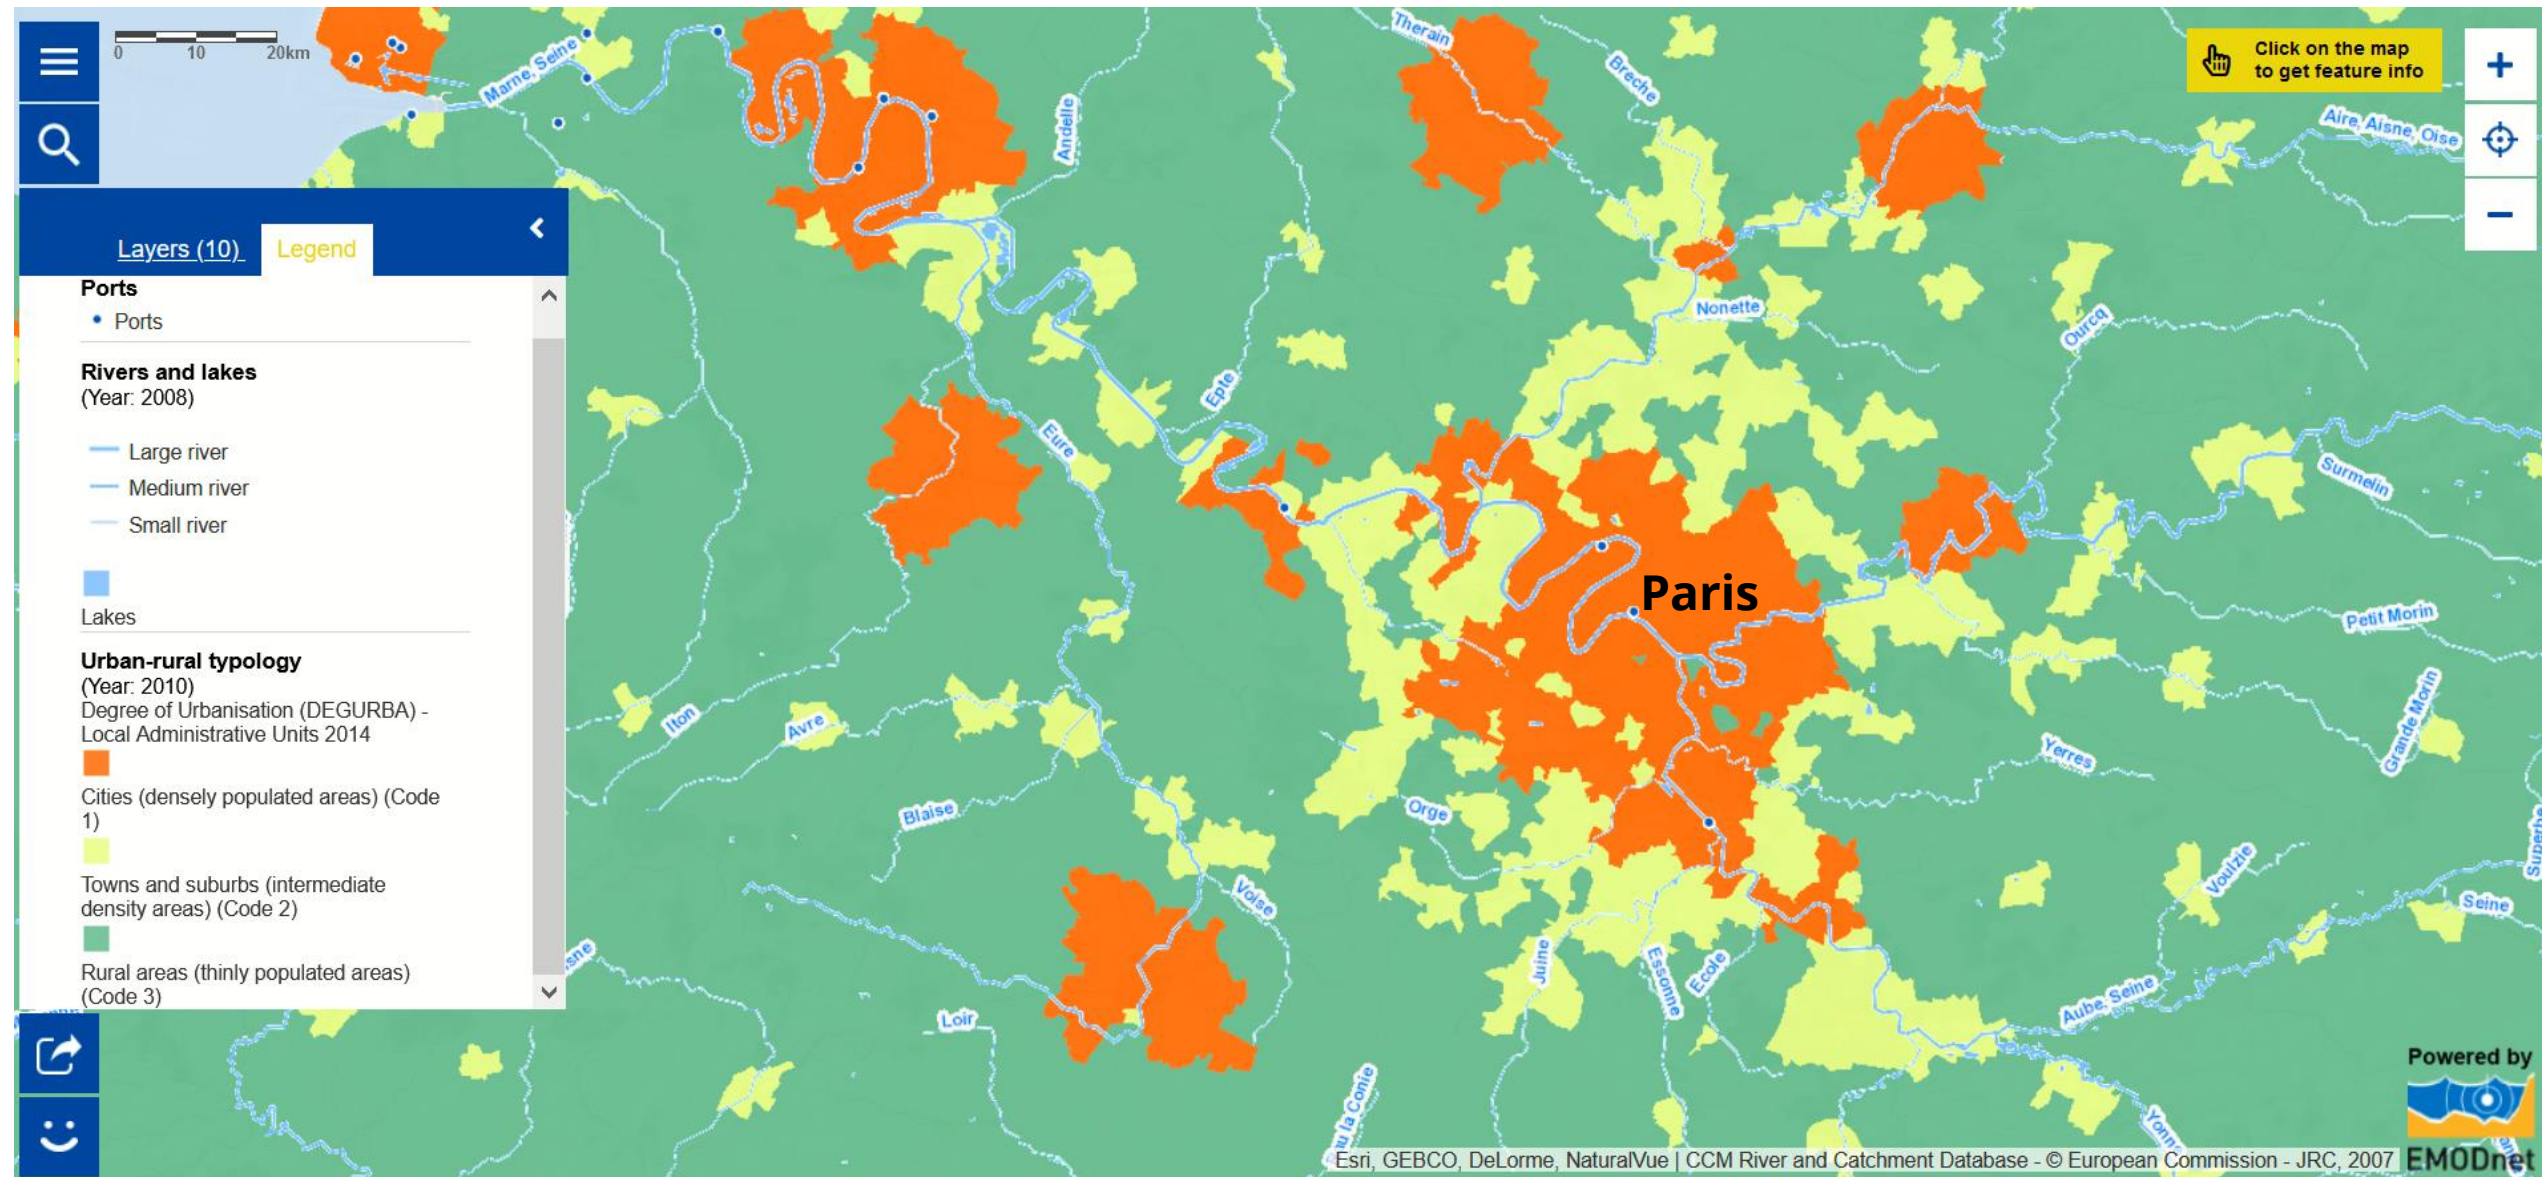 0 10 20km
Click on the map
to get feature info
Layers (10)
Legend
Ports
Ports
Rivers and lakes
(Year: 2008)
Large river
Medium river
Small river
Lakes
Urban-rural typology
(Year: 2010)
Degree of Urbanisation (DEGURBA) -
Local Administrative Units 2014
Cities (densely populated areas) (Code
1)
Towns and suburbs (intermediate
density areas) (Code 2)
Rural areas (thinly populated areas)
(Code 3)
Marne, Seine
Andelle
Therain
Breche
Aire, Aisne, Oise
Nonette
Ourcq
Epte
Eure
Surmelin
Paris
Petit Morin
Iton
Avre
Grande Morin
Yerres
Blaise
Orge
Voulzie
Voise
Seine
Juine
Essonne
Ecole
Aube, Seine
Loir
Esri, GEBCO, DeLorme, NaturalVue | CCM River and Catchment Database - © European Commission - JRC, 2007
Powered by
EMODnet